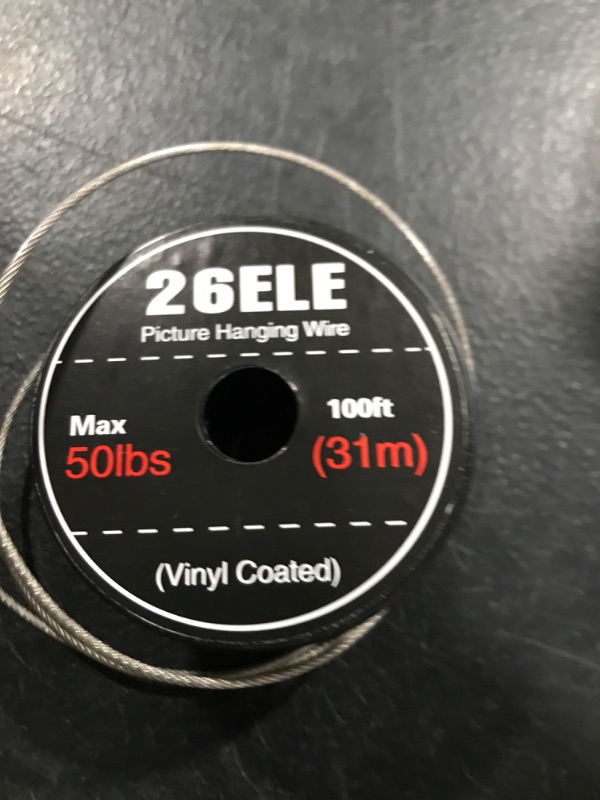 26ELE
Picture Hanging Wire
Max
50lbs
100ft
(31m)
(Vinyl Coated)